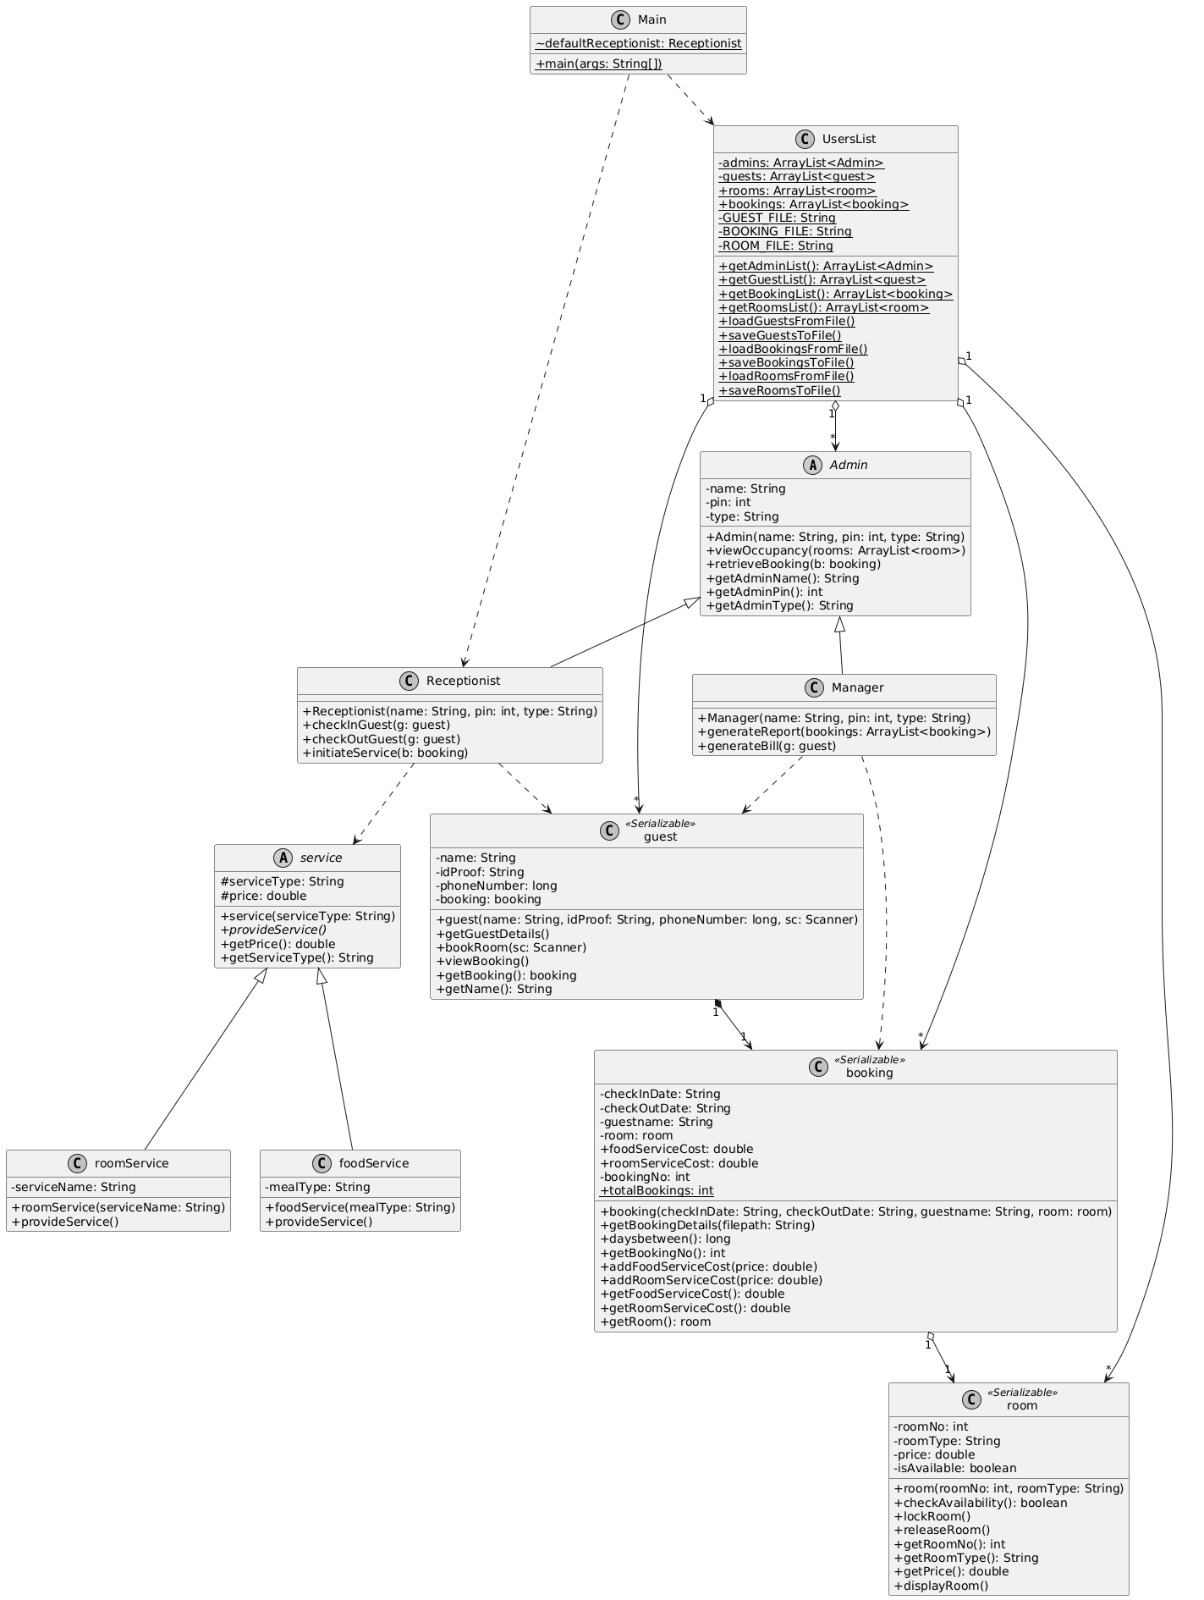 C Main
~defaultReceptionist: Receptionist
+main(args: String[])
C UsersList
-admins: ArrayList<Admin>
-guests: ArrayList<guest>
+rooms: ArrayList<room>
+bookings: ArrayList<booking>
-GUEST_FILE: String
-BOOKING_FILE: String
-ROOM_FILE: String
+getAdminList(): ArrayList<Admin>
+getGuestList(): ArrayList<guest>
+getBookingList(): ArrayList<booking>
+getRoomsList(): ArrayList<room>
+loadGuestsFromFile()
+saveGuestsToFile()
+loadBookingsFromFile()
+saveBookingsToFile()
+loadRoomsFromFile()
+saveRoomsToFile()
1
1
1
1
*
A Admin
-name: String
-pin: int
-type: String
+Admin(name: String, pin: int, type: String)
+viewOccupancy(rooms: ArrayList<room>)
+retrieveBooking(b: booking)
+getAdminName(): String
+getAdminPin(): int
+getAdminType(): String
C Receptionist
+Receptionist(name: String, pin: int, type: String)
+checkInGuest(g: guest)
+checkOutGuest(g: guest)
+initiateService(b: booking)
C Manager
+Manager(name: String, pin: int, type: String)
+generateReport(bookings: ArrayList<booking>)
+generateBill(g: guest)
*
A service
#serviceType: String
#price: double
+service(serviceType: String)
+provideService()
+getPrice(): double
+getServiceType(): String
C «Serializable»
guest
-name: String
-idProof: String
-phoneNumber: long
-booking: booking
+guest(name: String, idProof: String, phoneNumber: long, sc: Scanner)
+getGuestDetails()
+bookRoom(sc: Scanner)
+viewBooking()
+getBooking(): booking
+getName(): String
1
1
*
C roomService
-serviceName: String
+roomService(serviceName: String)
+provideService()
C foodService
-mealType: String
+foodService(mealType: String)
+provideService()
C «Serializable»
booking
-checkInDate: String
-checkOutDate: String
-guestname: String
-room: room
+foodServiceCost: double
+roomServiceCost: double
-bookingNo: int
+totalBookings: int
+booking(checkInDate: String, checkOutDate: String, guestname: String, room: room)
+getBookingDetails(filepath: String)
+daysbetween(): long
+getBookingNo(): int
+addFoodServiceCost(price: double)
+addRoomServiceCost(price: double)
+getFoodServiceCost(): double
+getRoomServiceCost(): double
+getRoom(): room
1
1
*
C «Serializable»
room
-roomNo: int
-roomType: String
-price: double
-isAvailable: boolean
+room(roomNo: int, roomType: String)
+checkAvailability(): boolean
+lockRoom()
+releaseRoom()
+getRoomNo(): int
+getRoomType(): String
+getPrice(): double
+displayRoom()